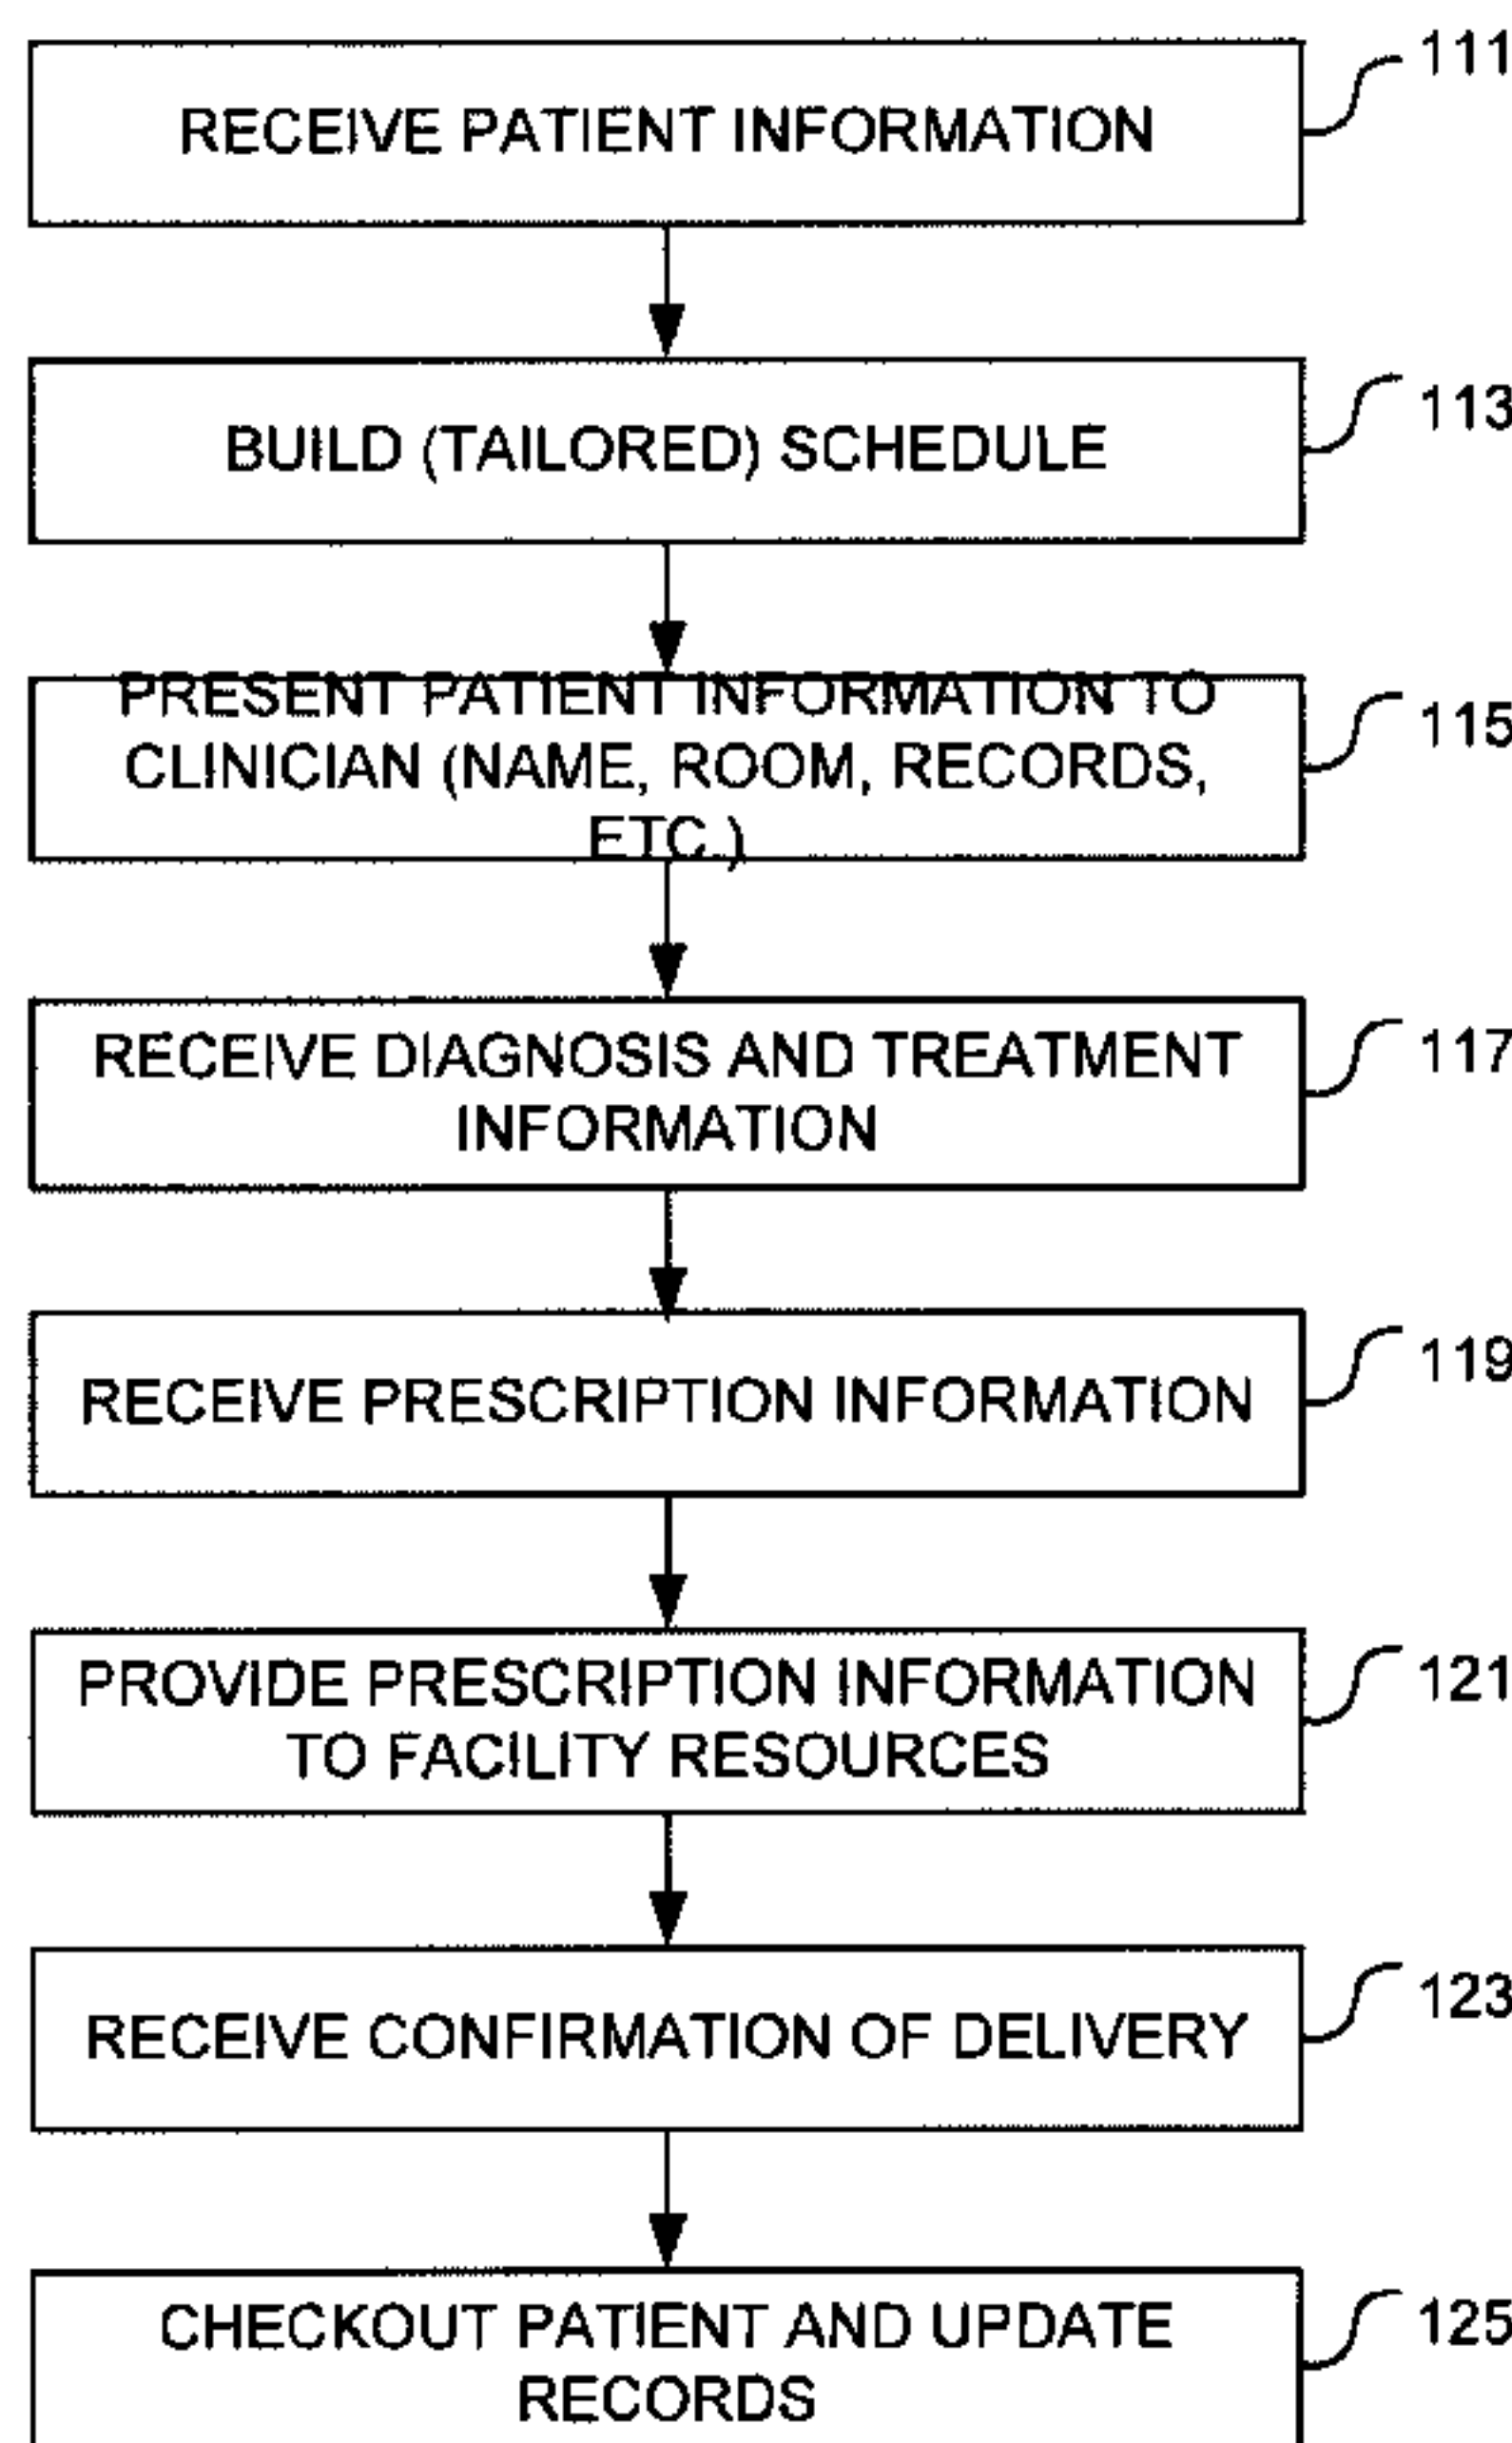 RECEIVE PATIENT INFORMATION
111
BUILD (TAILORED) SCHEDULE
113
PRESENT PATIENT INFORMATION TO
CLINICIAN (NAME, ROOM, RECORDS,
ETC.)
115
RECEIVE DIAGNOSIS AND TREATMENT
INFORMATION
117
RECEIVE PRESCRIPTION INFORMATION
119
PROVIDE PRESCRIPTION INFORMATION
TO FACILITY RESOURCES
121
RECEIVE CONFIRMATION OF DELIVERY
123
CHECKOUT PATIENT AND UPDATE
RECORDS
125